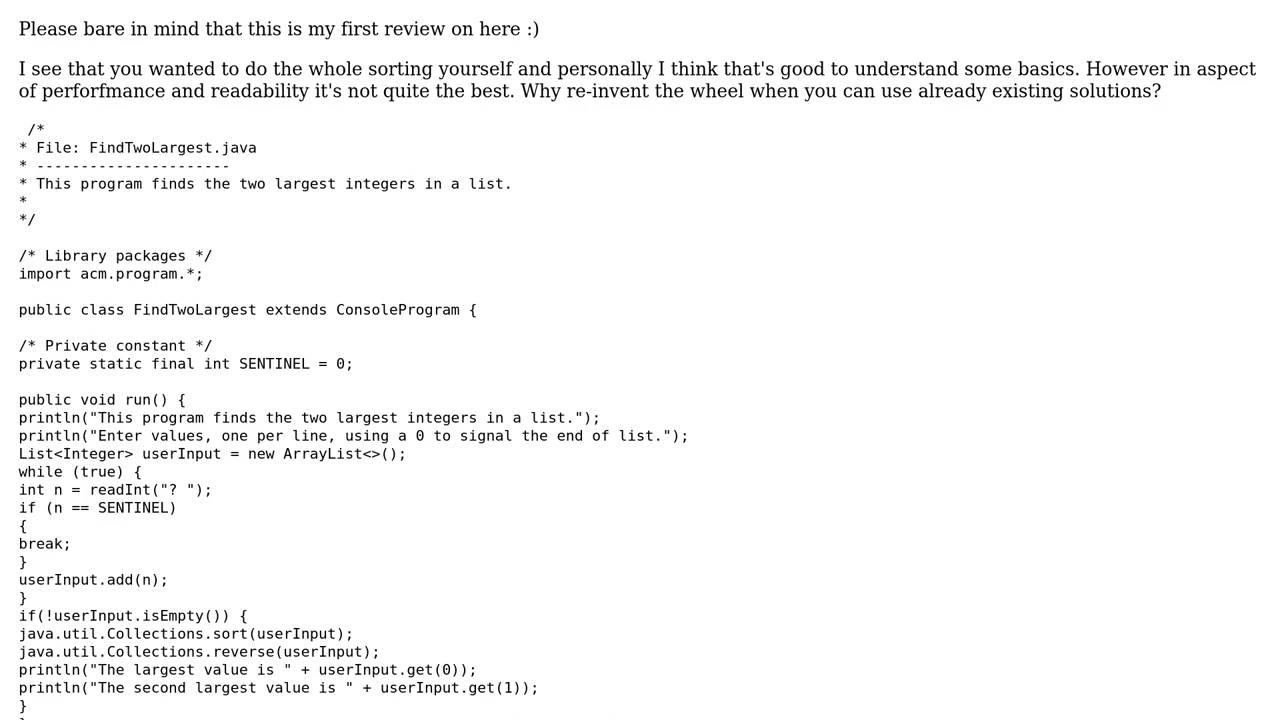 Please bare in mind that this is my first review on here :)
I see that you wanted to do the whole sorting yourself and personally I think that's good to understand some basics. However in aspect
of perforfmance and readability it's not quite the best. Why re-invent the wheel when you can use already existing solutions?
/*
* File: FindTwoLargest.java
* ----------------------
* This program finds the two largest integers in a list.
*
*/
/* Library packages */
import acm.program.*;
public class FindTwoLargest extends ConsoleProgram {
/* Private constant */
private static final int SENTINEL = 0;
public void run() {
println("This program finds the two largest integers in a list.");
println("Enter values, one per line, using a 0 to signal the end of list.");
List<Integer> userInput = new ArrayList<>();
while (true) {
int n = readInt("? ");
if (n == SENTINEL)
{
break;
}
userInput.add(n);
}
if(!userInput.isEmpty()) {
java.util.Collections.sort(userInput);
java.util.Collections.reverse(userInput);
println("The largest value is " + userInput.get(0));
println("The second largest value is " + userInput.get(1));
}